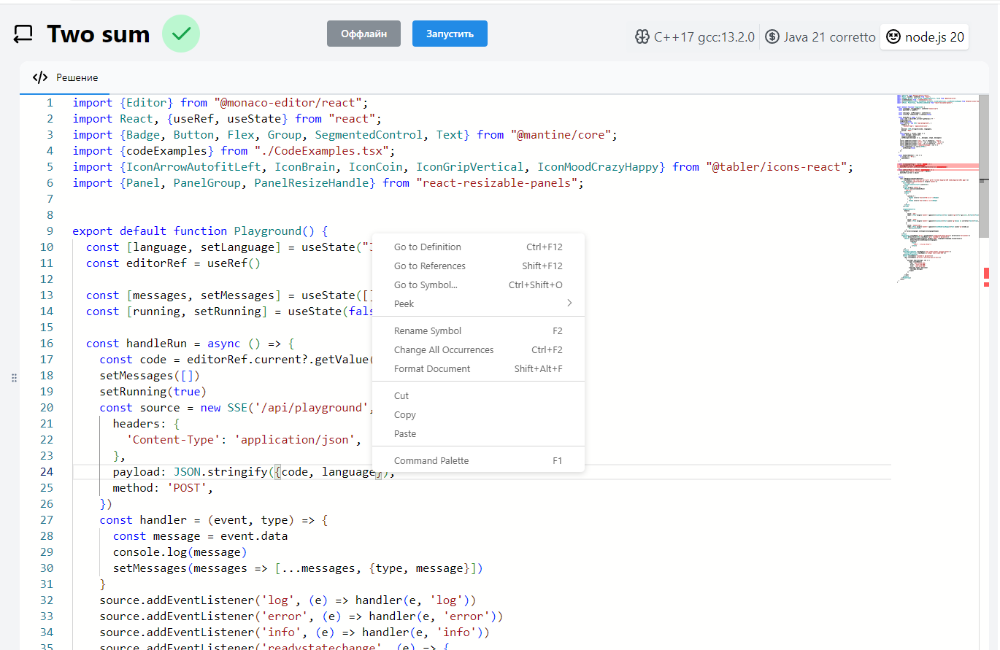 Two sum
Оффлайн
Запустить
C++17 gcc:13.2.0
Java 21 corretto
node.js 20
Решение
1 import {Editor} from "@monaco-editor/react";
2 import React, {useRef, useState} from "react";
3 import {Badge, Button, Flex, Group, SegmentedControl, Text} from "@mantine/core";
4 import {codeExamples} from "./CodeExamples.tsx";
5 import {IconArrowAutofitLeft, IconBrain, IconCoin, IconGripVertical, IconMoodCrazyHappy} from "@tabler/icons-react";
6 import {Panel, PanelGroup, PanelResizeHandle} from "react-resizable-panels";
7
8
9 export default function Playground() {
10 const [language, setLanguage] = useState("
11 const editorRef = useRef()
12
13 const [messages, setMessages] = useState([
14 const [running, setRunning] = useState(fals
15
16 const handleRun = async () => {
17 const code = editorRef.current?.getValue(
18 setMessages([])
19 setRunning(true)
20 const source = new SSE('/api/playground',
21 headers: {
22 'Content-Type': 'application/json',
23 },
24 payload: JSON.stringify({code, language}),
25 method: 'POST',
26 })
27 const handler = (event, type) => {
28 const message = event.data
29 console.log(message)
30 setMessages(messages => [...messages, {type, message}])
31 }
32 source.addEventListener('log', (e) => handler(e, 'log'))
33 source.addEventListener('error', (e) => handler(e, 'error'))
34 source.addEventListener('info', (e) => handler(e, 'info'))
35 source.addEventListener('readystatechange', (e) => {
Go to Definition Ctrl+F12
Go to References Shift+F12
Go to Symbol... Ctrl+Shift+O
Peek
Rename Symbol F2
Change All Occurrences Ctrl+F2
Format Document Shift+Alt+F
Cut
Copy
Paste
Command Palette F1